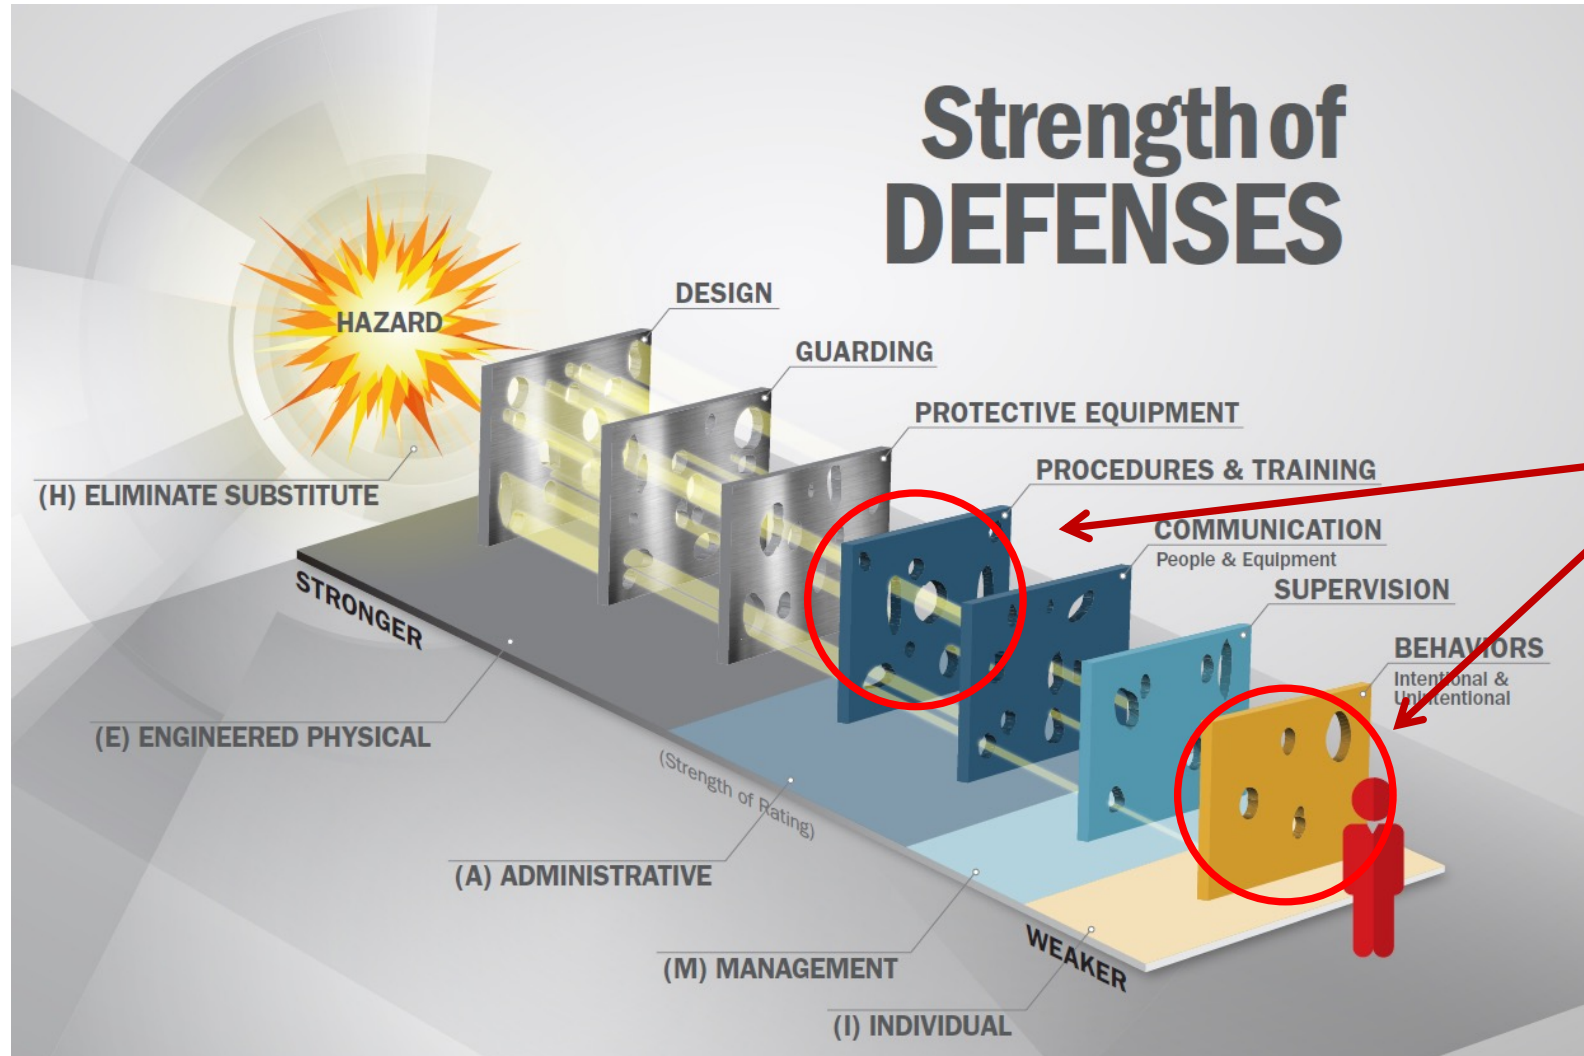 Strength of
DEFENSES
HAZARD
DESIGN
GUARDING
PROTECTIVE EQUIPMENT
PROCEDURES & TRAINING
COMMUNICATION
People & Equipment
SUPERVISION
BEHAVIORS
Intentional &
Unintentional
(H) ELIMINATE SUBSTITUTE
STRONGER
(E) ENGINEERED PHYSICAL
(Strength of Rating)
(A) ADMINISTRATIVE
(M) MANAGEMENT
WEAKER
(I) INDIVIDUAL